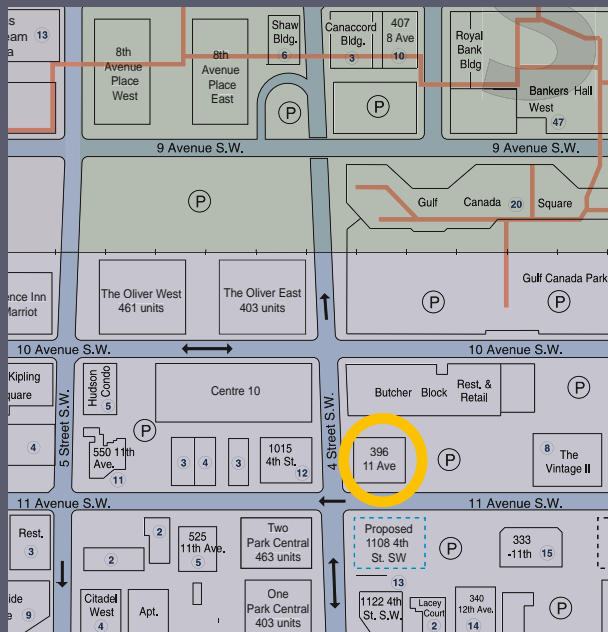 s
eam
a
13
8th
Avenue
Place
West
8th
Avenue
Place
East
Shaw
Bldg.
6
P
Canaccord
Bldg.
3
407
8 Ave
10
P
Royal
Bank
Bldg
S
Bankers Hall
West
47
9 Avenue S.W.
9 Avenue S.W.
P
Gulf Canada 20 Square
ence Inn
Marriot
The Oliver West
461 units
The Oliver East
403 units
P
P
Gulf Canada Park
10 Avenue S.W.
10 Avenue S.W.
Kipling
quare
4
5 Street S.W.
Hudson
Condo
5
P
550 11th
Ave.
11
Centre 10
3
4
3
1015
4th St.
12
4 Street S.W.
Butcher Block
Rest. &
Retail
P
396
11 Ave
P
8
The
Vintage II
11 Avenue S.W.
11 Avenue S.W.
Rest.
3
ide
e
9
2
2
525
11th Ave.
5
Two
Park Central
463 units
Citadel
West
4
Apt.
One
Park Central
403 units
Proposed
1108 4th
St. SW
P
333
-11th
15
13
1122 4th
St. S.W.
Lacey
Court
2
340
12th Ave.
14
P